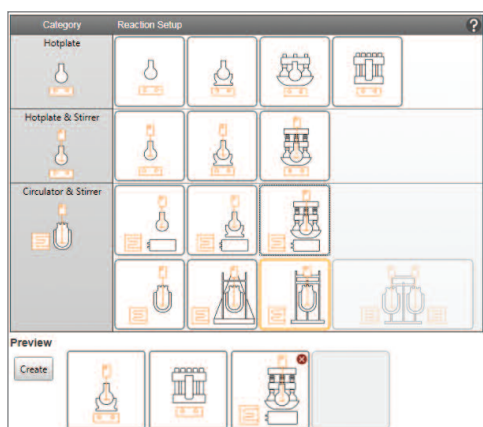 Category Reaction Setup ?
Hotplate
Hotplate & Stirrer
Circulator & Stirrer
Preview
Create